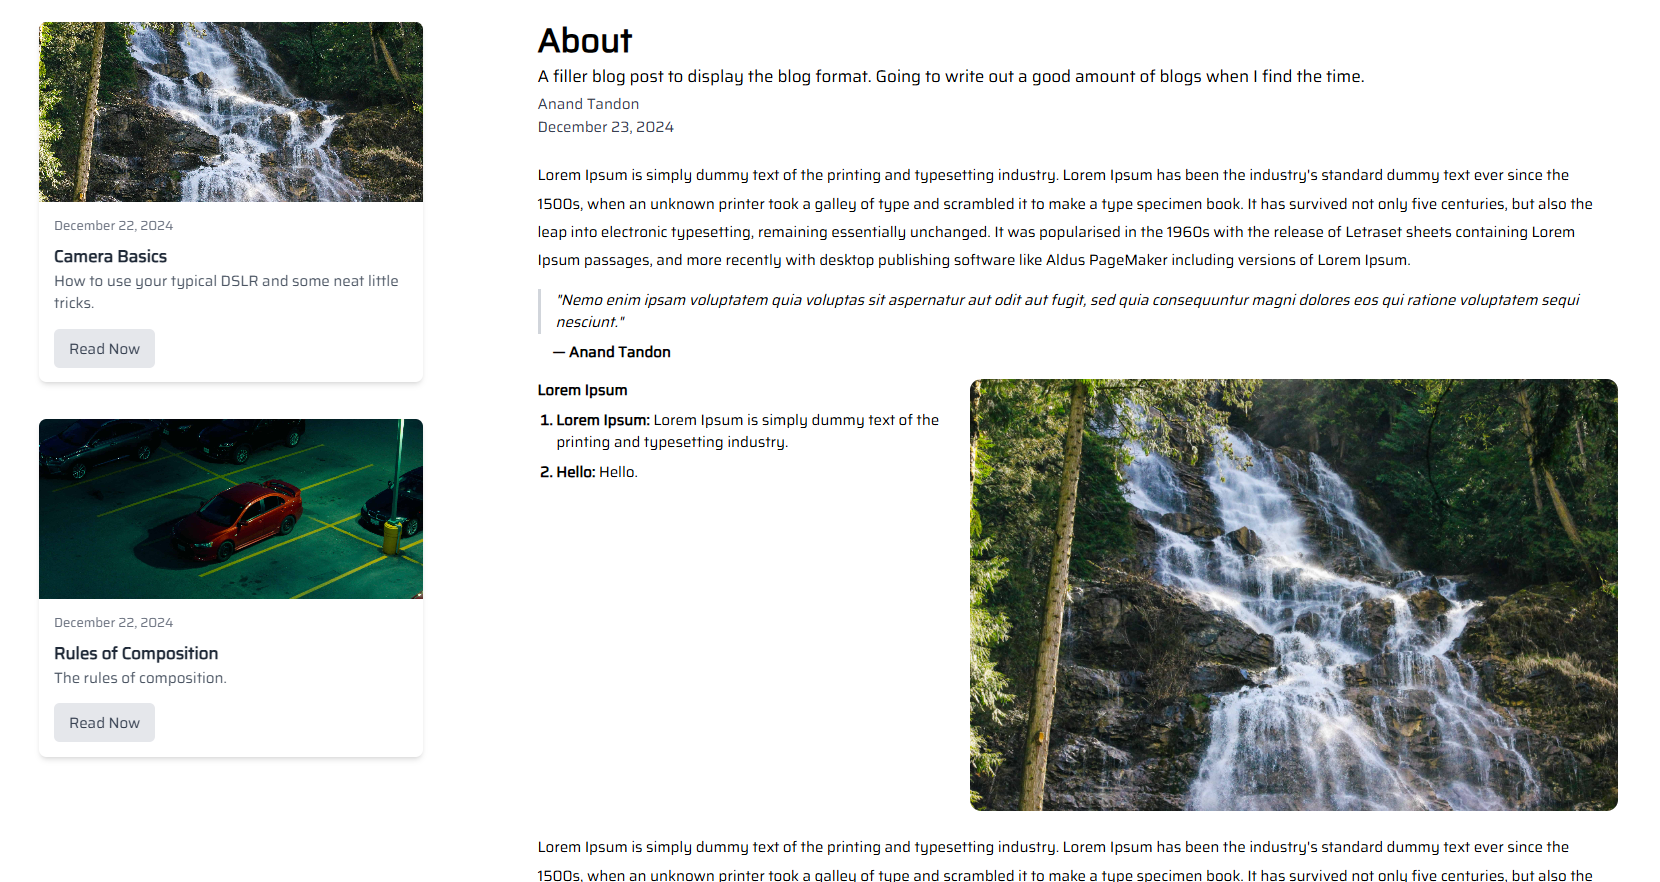 December 22, 2024
Camera Basics
How to use your typical DSLR and some neat little
tricks.
Read Now
December 22, 2024
Rules of Composition
The rules of composition.
Read Now
About
A filler blog post to display the blog format. Going to write out a good amount of blogs when I find the time.
Anand Tandon
December 23, 2024
Lorem Ipsum is simply dummy text of the printing and typesetting industry. Lorem Ipsum has been the industry's standard dummy text ever since the
1500s, when an unknown printer took a galley of type and scrambled it to make a type specimen book. It has survived not only five centuries, but also the
leap into electronic typesetting, remaining essentially unchanged. It was popularised in the 1960s with the release of Letraset sheets containing Lorem
Ipsum passages, and more recently with desktop publishing software like Aldus PageMaker including versions of Lorem Ipsum.
"Nemo enim ipsam voluptatem quia voluptas sit aspernatur aut odit aut fugit, sed quia consequuntur magni dolores eos qui ratione voluptatem sequi
nesciunt."
— Anand Tandon
Lorem Ipsum
1. Lorem Ipsum: Lorem Ipsum is simply dummy text of the
printing and typesetting industry.
2. Hello: Hello.
Lorem Ipsum is simply dummy text of the printing and typesetting industry. Lorem Ipsum has been the industry's standard dummy text ever since the
1500s, when an unknown printer took a galley of type and scrambled it to make a type specimen book. It has survived not only five centuries, but also the